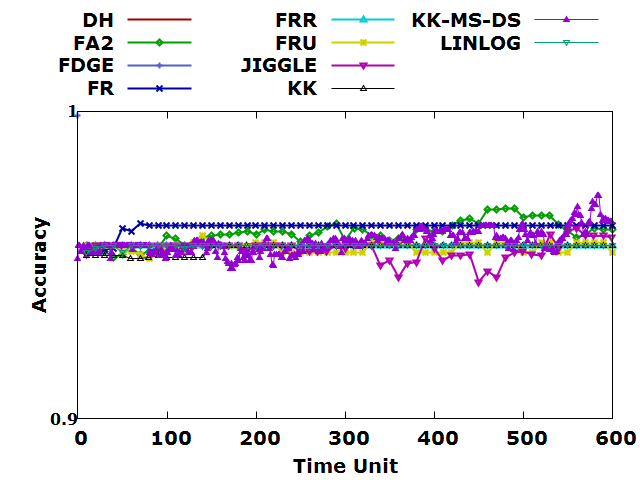 DH FRR KK-MS-DS
FA2 FRU LINLOG
FDGE JIGGLE
FR KK
1
Accuracy
0.9
0 100 200 300 400 500 600
Time Unit